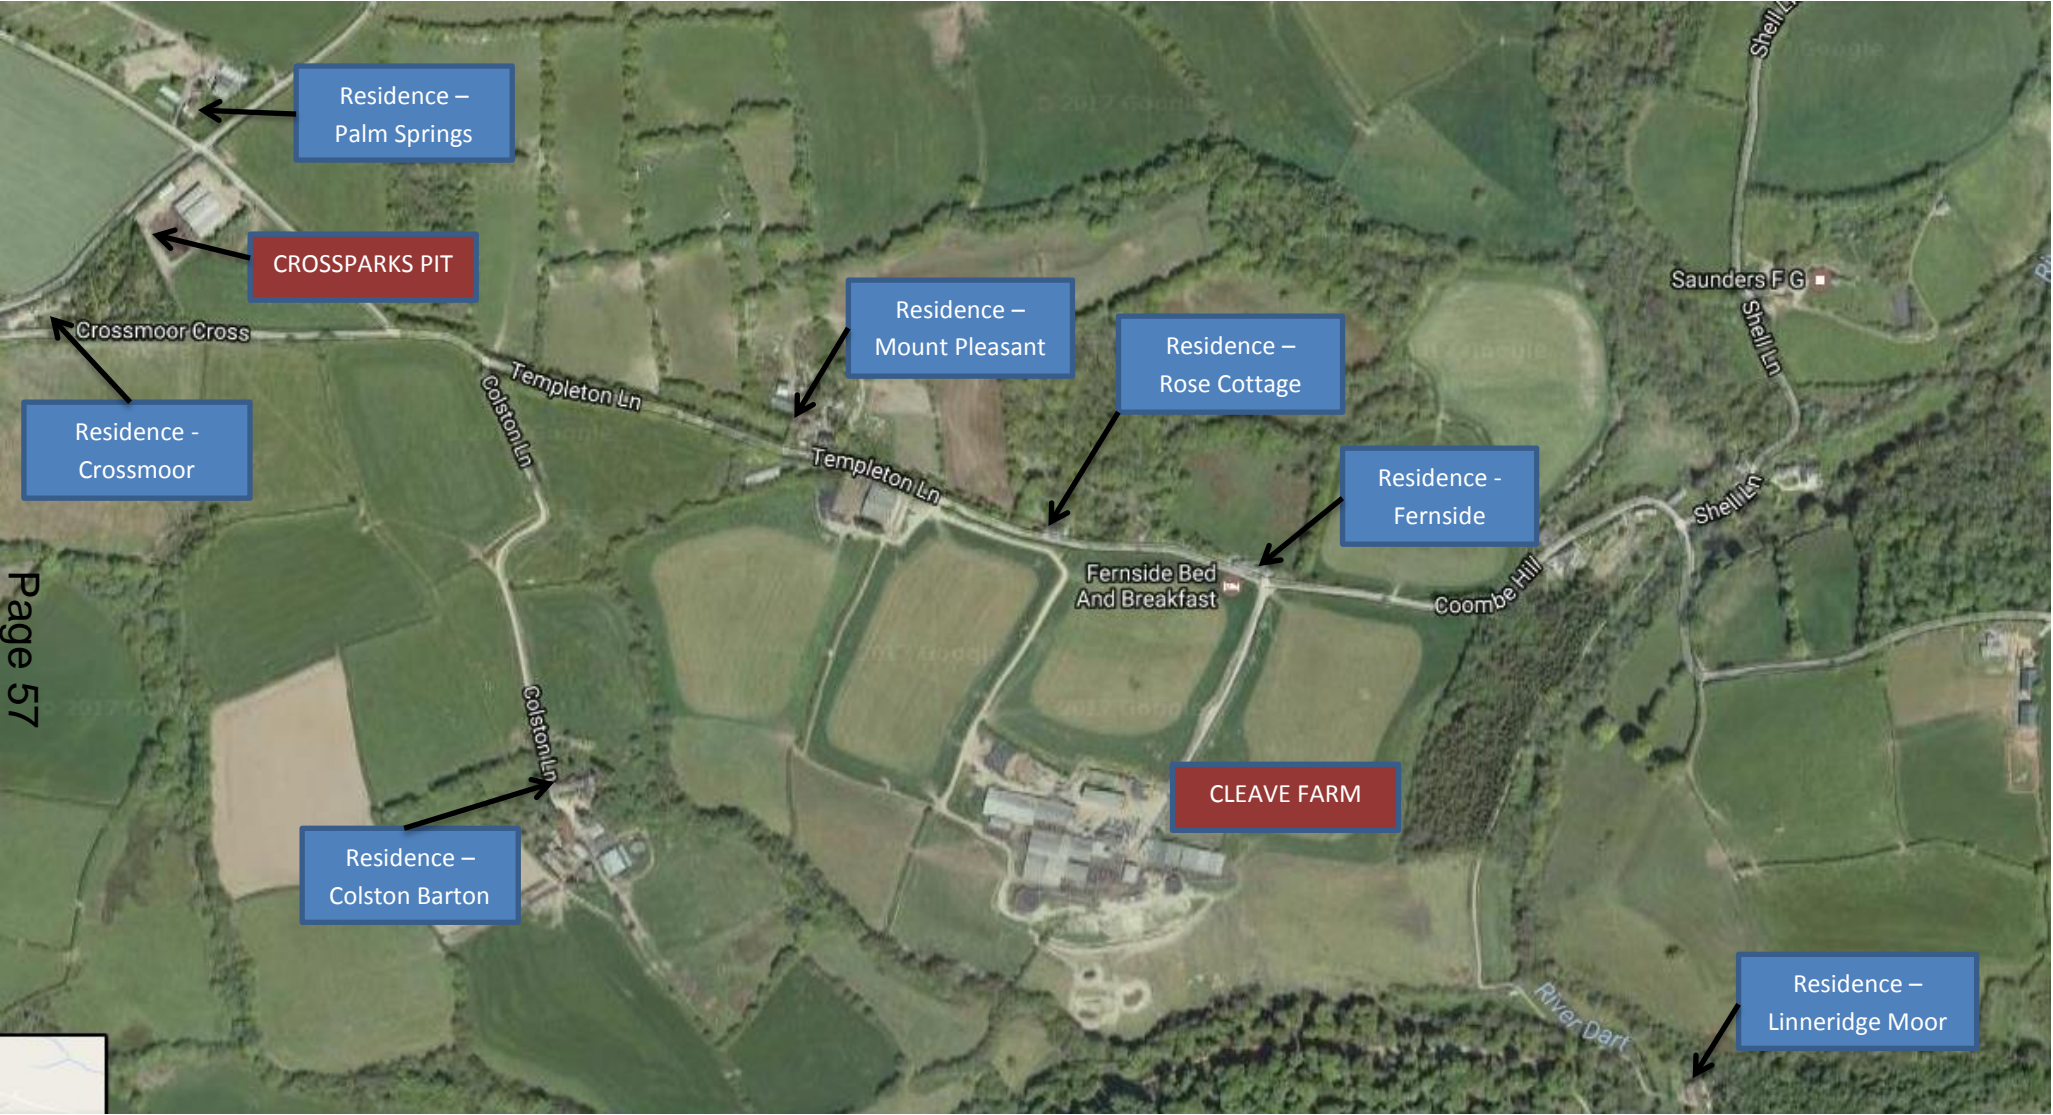 Shell Ln
© 2017 Google
Residence –
Palm Springs
CROSSPARKS PIT
Residence –
Mount Pleasant
Saunders F G
Residence –
Rose Cottage
Shell Ln
Crossmoor Cross
Templeton Ln
Colston Ln
Residence -
Crossmoor
Templeton Ln
Residence -
Fernside
Shell Ln
Fernside Bed
And Breakfast
Coombe Hill
Page 57
Colston Ln
CLEAVE FARM
Residence –
Colston Barton
River Dart
Residence –
Linneridge Moor